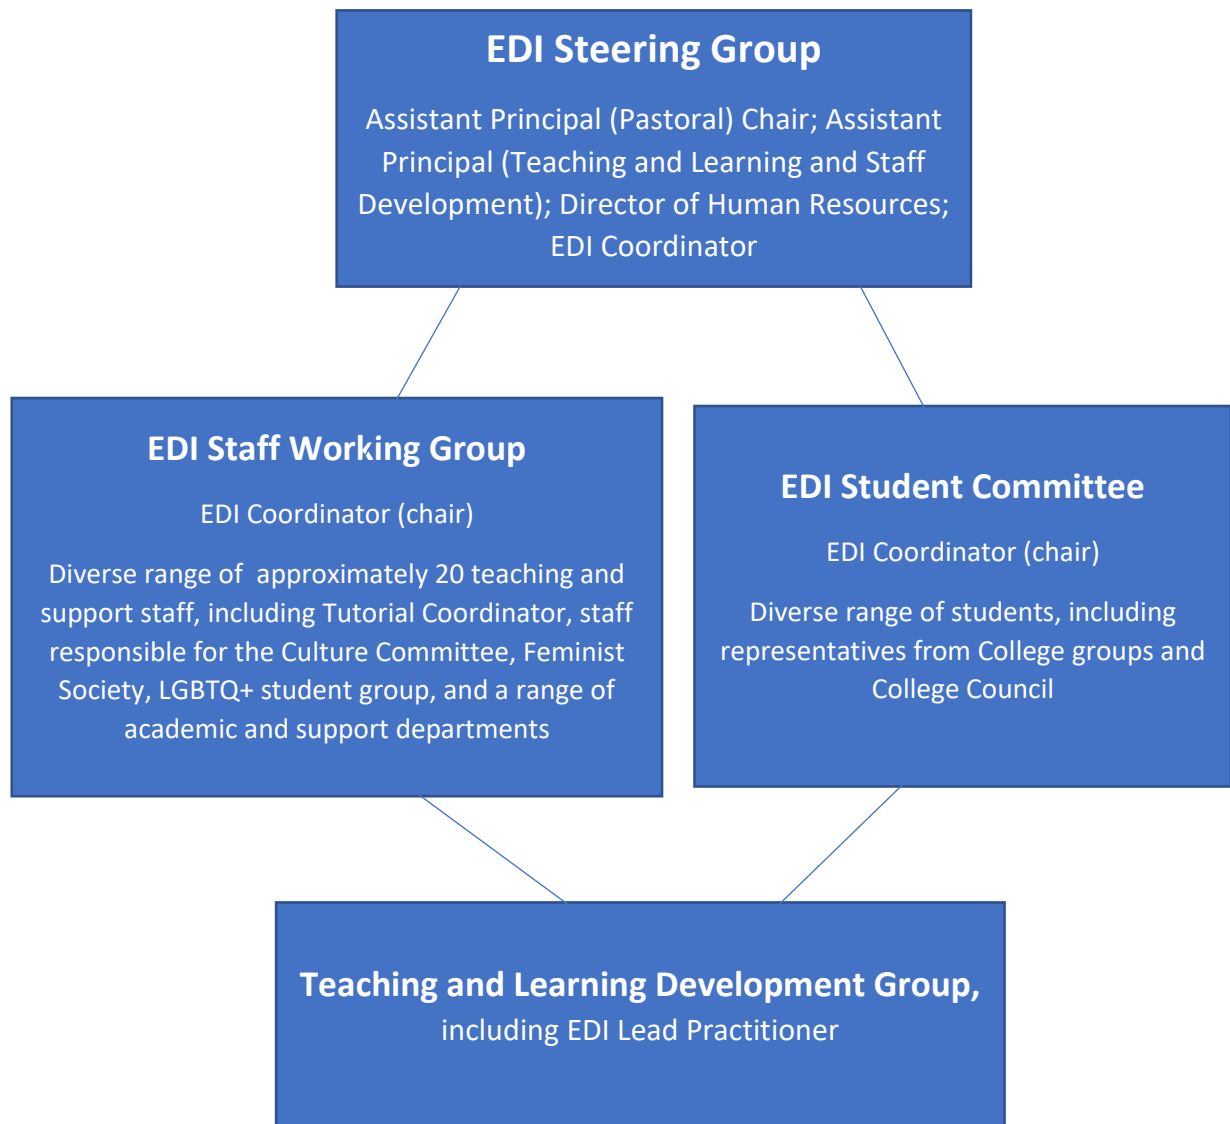 EDI Steering Group
Assistant Principal (Pastoral) Chair; Assistant
Principal (Teaching and Learning and Staff
Development); Director of Human Resources;
EDI Coordinator
EDI Staff Working Group
EDI Coordinator (chair)
Diverse range of  approximately 20 teaching and
support staff, including Tutorial Coordinator, staff
responsible for the Culture Committee, Feminist
Society, LGBTQ+ student group, and a range of
academic and support departments
EDI Student Committee
EDI Coordinator (chair)
Diverse range of students, including
representatives from College groups and
College Council
Teaching and Learning Development Group,
including EDI Lead Practitioner